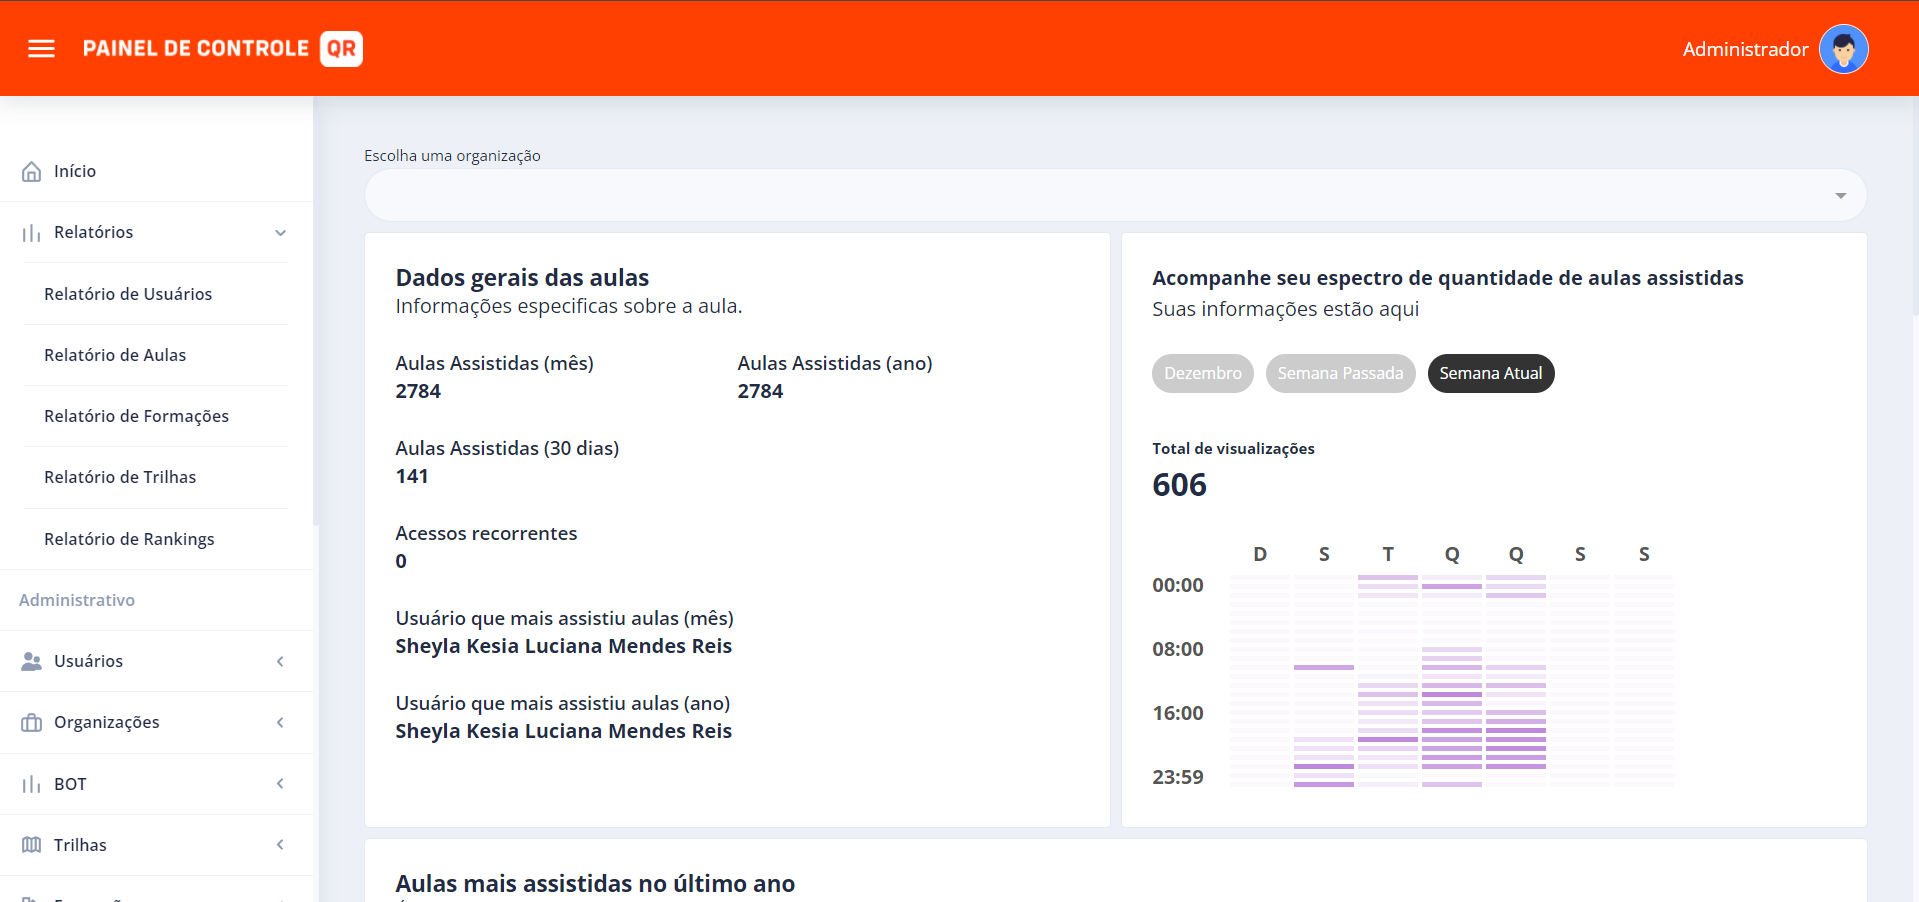 PAINEL DE CONTROLE QR
Administrador
Início
Relatórios
Relatório de Usuários
Relatório de Aulas
Relatório de Formações
Relatório de Trilhas
Relatório de Rankings
Administrativo
Usuários
Organizações
BOT
Trilhas
Escolha uma organização
Dados gerais das aulas
Informações especificas sobre a aula.
Aulas Assistidas (mês)
2784
Aulas Assistidas (ano)
2784
Aulas Assistidas (30 dias)
141
Acessos recorrentes
0
Usuário que mais assistiu aulas (mês)
Sheyla Kesia Luciana Mendes Reis
Usuário que mais assistiu aulas (ano)
Sheyla Kesia Luciana Mendes Reis
Acompanhe seu espectro de quantidade de aulas assistidas
Suas informações estão aqui
Dezembro Semana Passada Semana Atual
Total de visualizações
606
D S T Q Q S S
00:00
08:00
16:00
23:59
Aulas mais assistidas no último ano